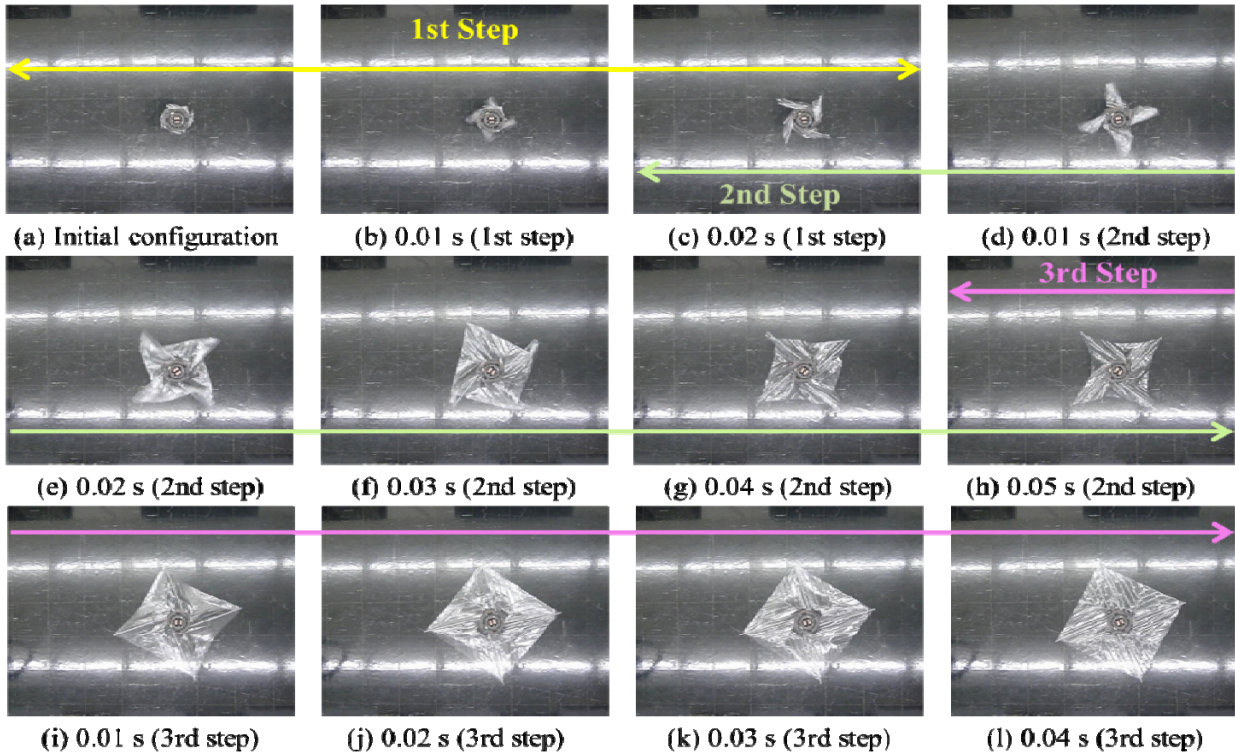 1st Step
2nd Step
(a) Initial configuration
(b) 0.01 s (1st step)
(c) 0.02 s (1st step)
(d) 0.01 s (2nd step)
3rd Step
(e) 0.02 s (2nd step)
(f) 0.03 s (2nd step)
(g) 0.04 s (2nd step)
(h) 0.05 s (2nd step)
(i) 0.01 s (3rd step)
(j) 0.02 s (3rd step)
(k) 0.03 s (3rd step)
(l) 0.04 s (3rd step)